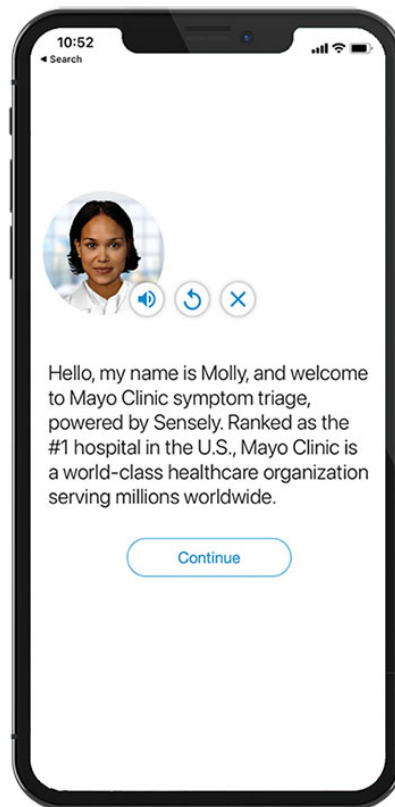 10:52
◀ Search
Hello, my name is Molly, and welcome
to Mayo Clinic symptom triage,
powered by Sensely. Ranked as the
#1 hospital in the U.S., Mayo Clinic is
a world-class healthcare organization
serving millions worldwide.
Continue